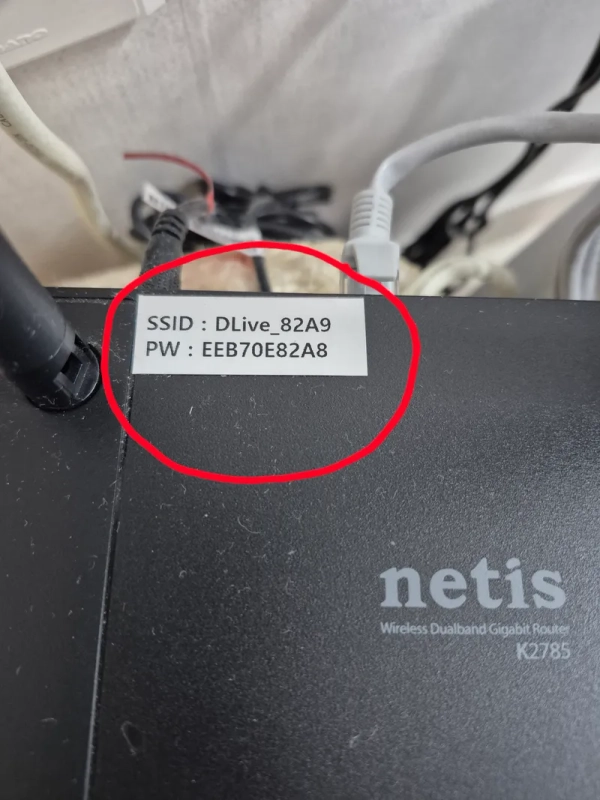 SSID : DLive_82A9
PW : EEB70E82A8
netis
Wireless Dualband Gigabit Router
K2785